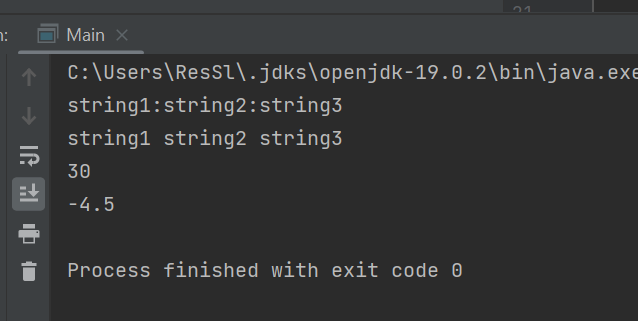 21
n: Main
C:\Users\ResSl\.jdks\openjdk-19.0.2\bin\java.exe
string1:string2:string3
string1 string2 string3
30
-4.5
Process finished with exit code 0